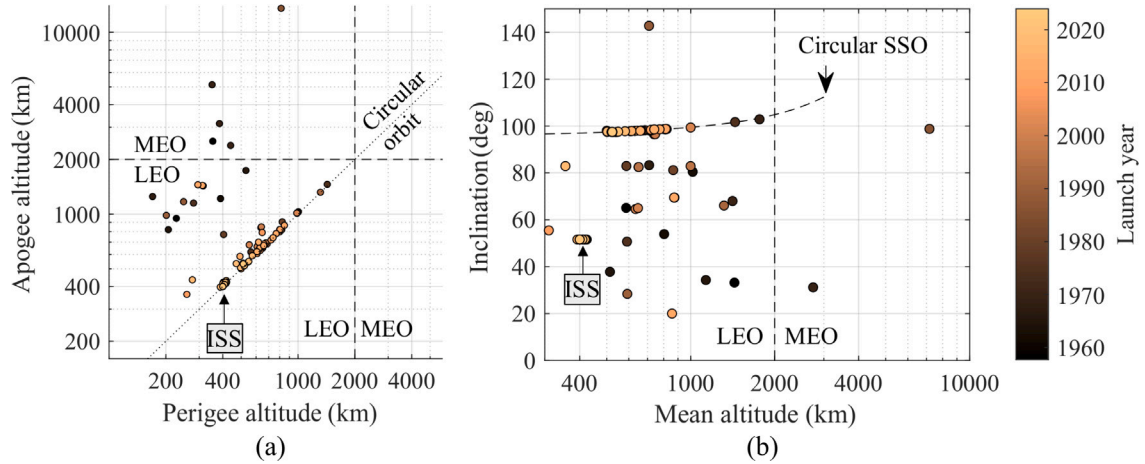 10000
4000
2000
1000
400
200
Apogee altitude (km)
MEO
LEO
Circular
orbit
ISS
LEO
MEO
200
400
1000
2000
4000
Perigee altitude (km)
(a)
140
120
100
80
60
40
20
0
Inclination (deg)
Circular SSO
ISS
LEO
MEO
400
1000
2000
4000
10000
Mean altitude (km)
(b)
2020
2010
2000
1990
1980
1970
1960
Launch year